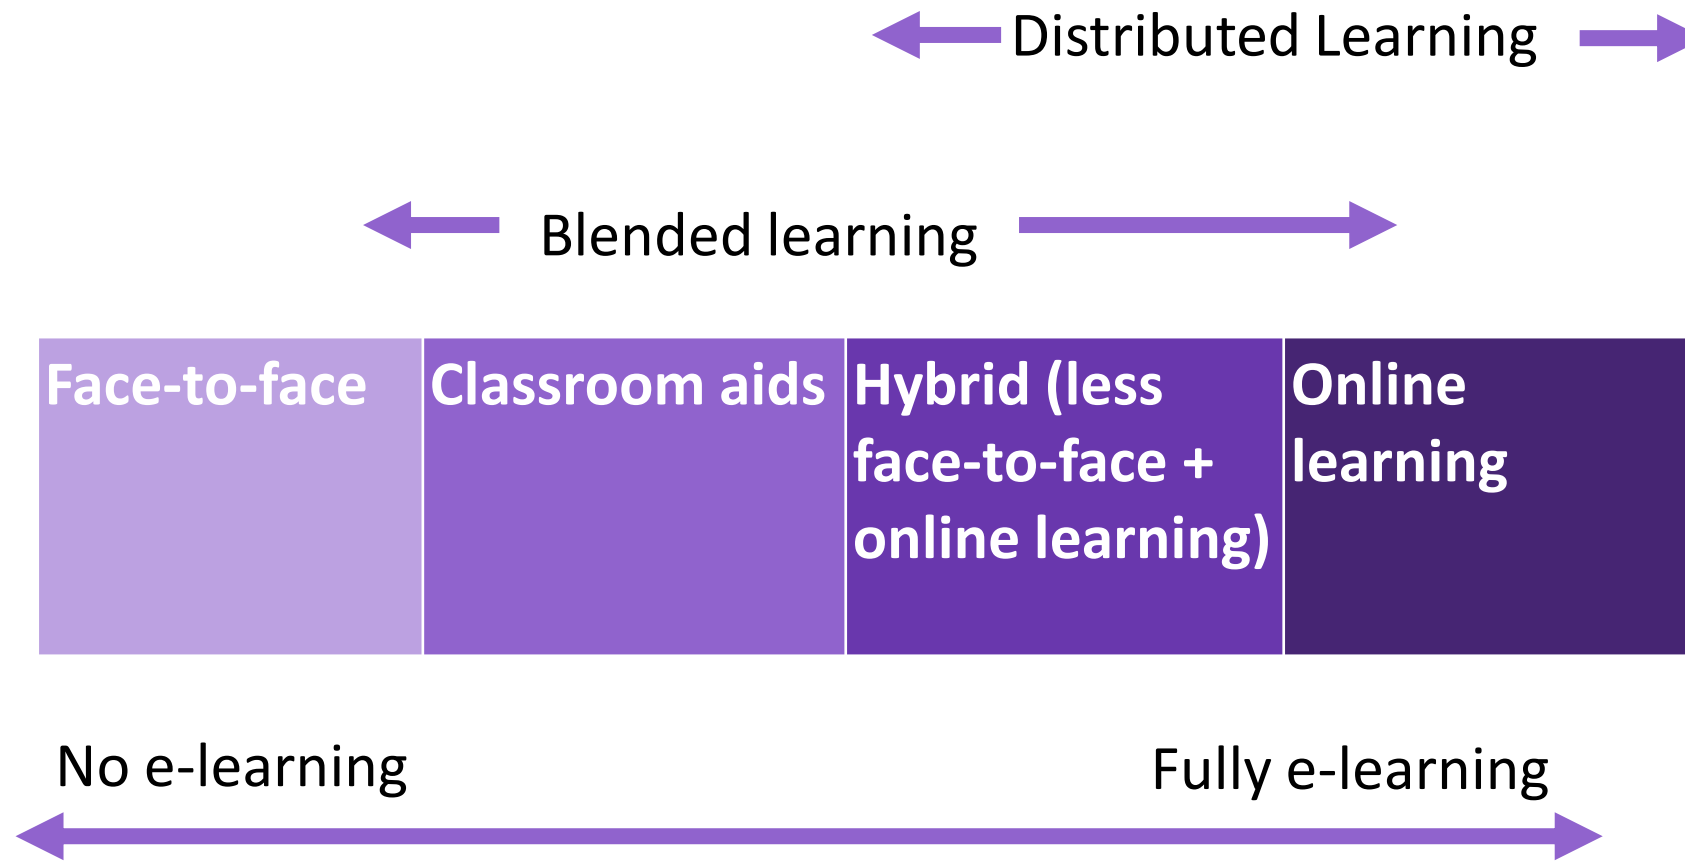 Distributed Learning
Blended learning
Face-to-face
Classroom aids
Hybrid (less
face-to-face +
online learning)
Online
learning
No e-learning
Fully e-learning